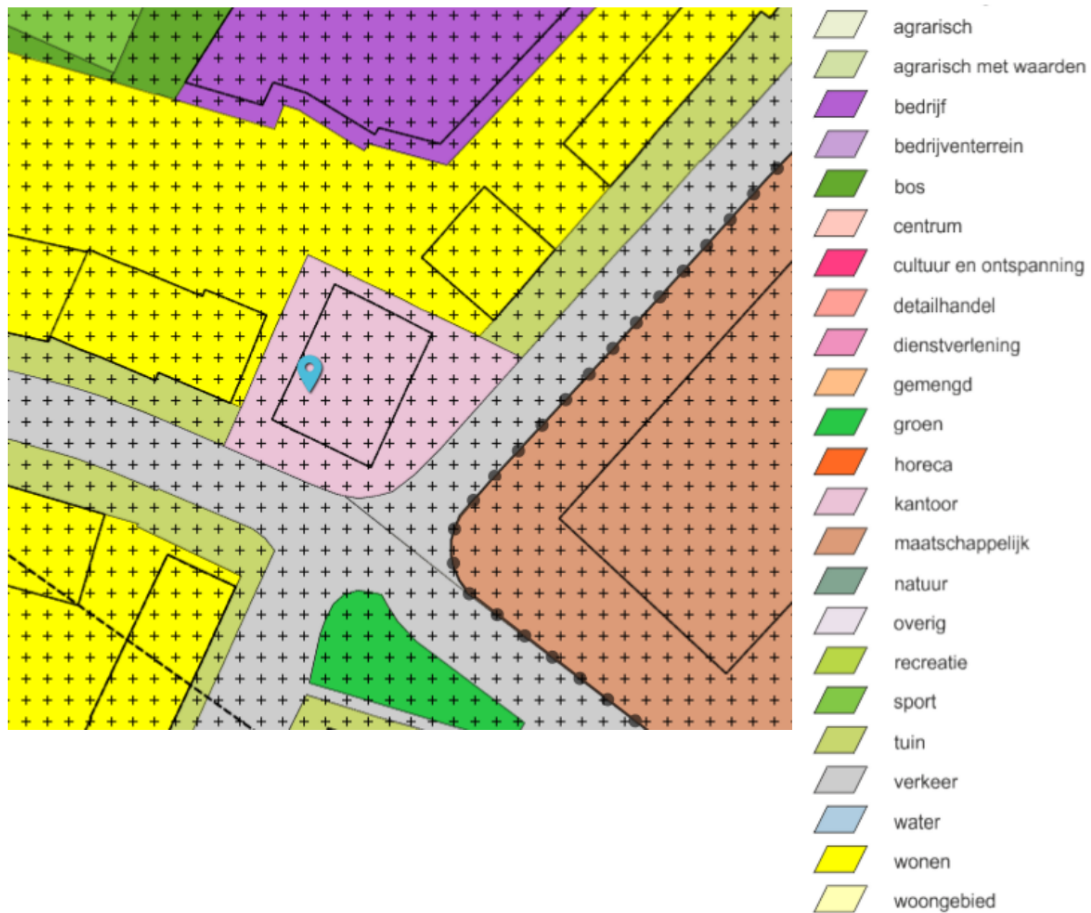 agrarisch
agrarisch met waarden
bedrijf
bedrijventerrein
bos
centrum
cultuur en ontspanning
detailhandel
dienstverlening
gemengd
groen
horeca
kantoor
maatschappelijk
natuur
overig
recreatie
sport
tuin
verkeer
water
wonen
woongebied